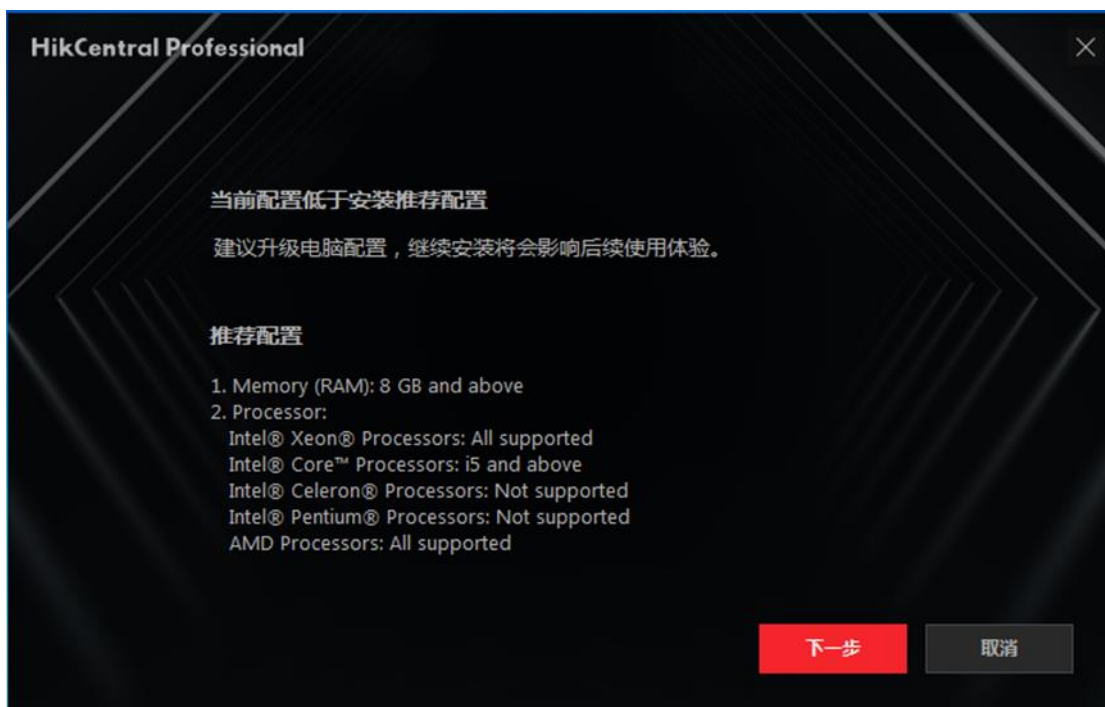 HikCentral Professional
当前配置低于安装推荐配置
建议升级电脑配置，继续安装将会影响后续使用体验。
推荐配置
1. Memory (RAM): 8 GB and above
2. Processor:
Intel® Xeon® Processors: All supported
Intel® Core™ Processors: i5 and above
Intel® Celeron® Processors: Not supported
Intel® Pentium® Processors: Not supported
AMD Processors: All supported
下一步 取消